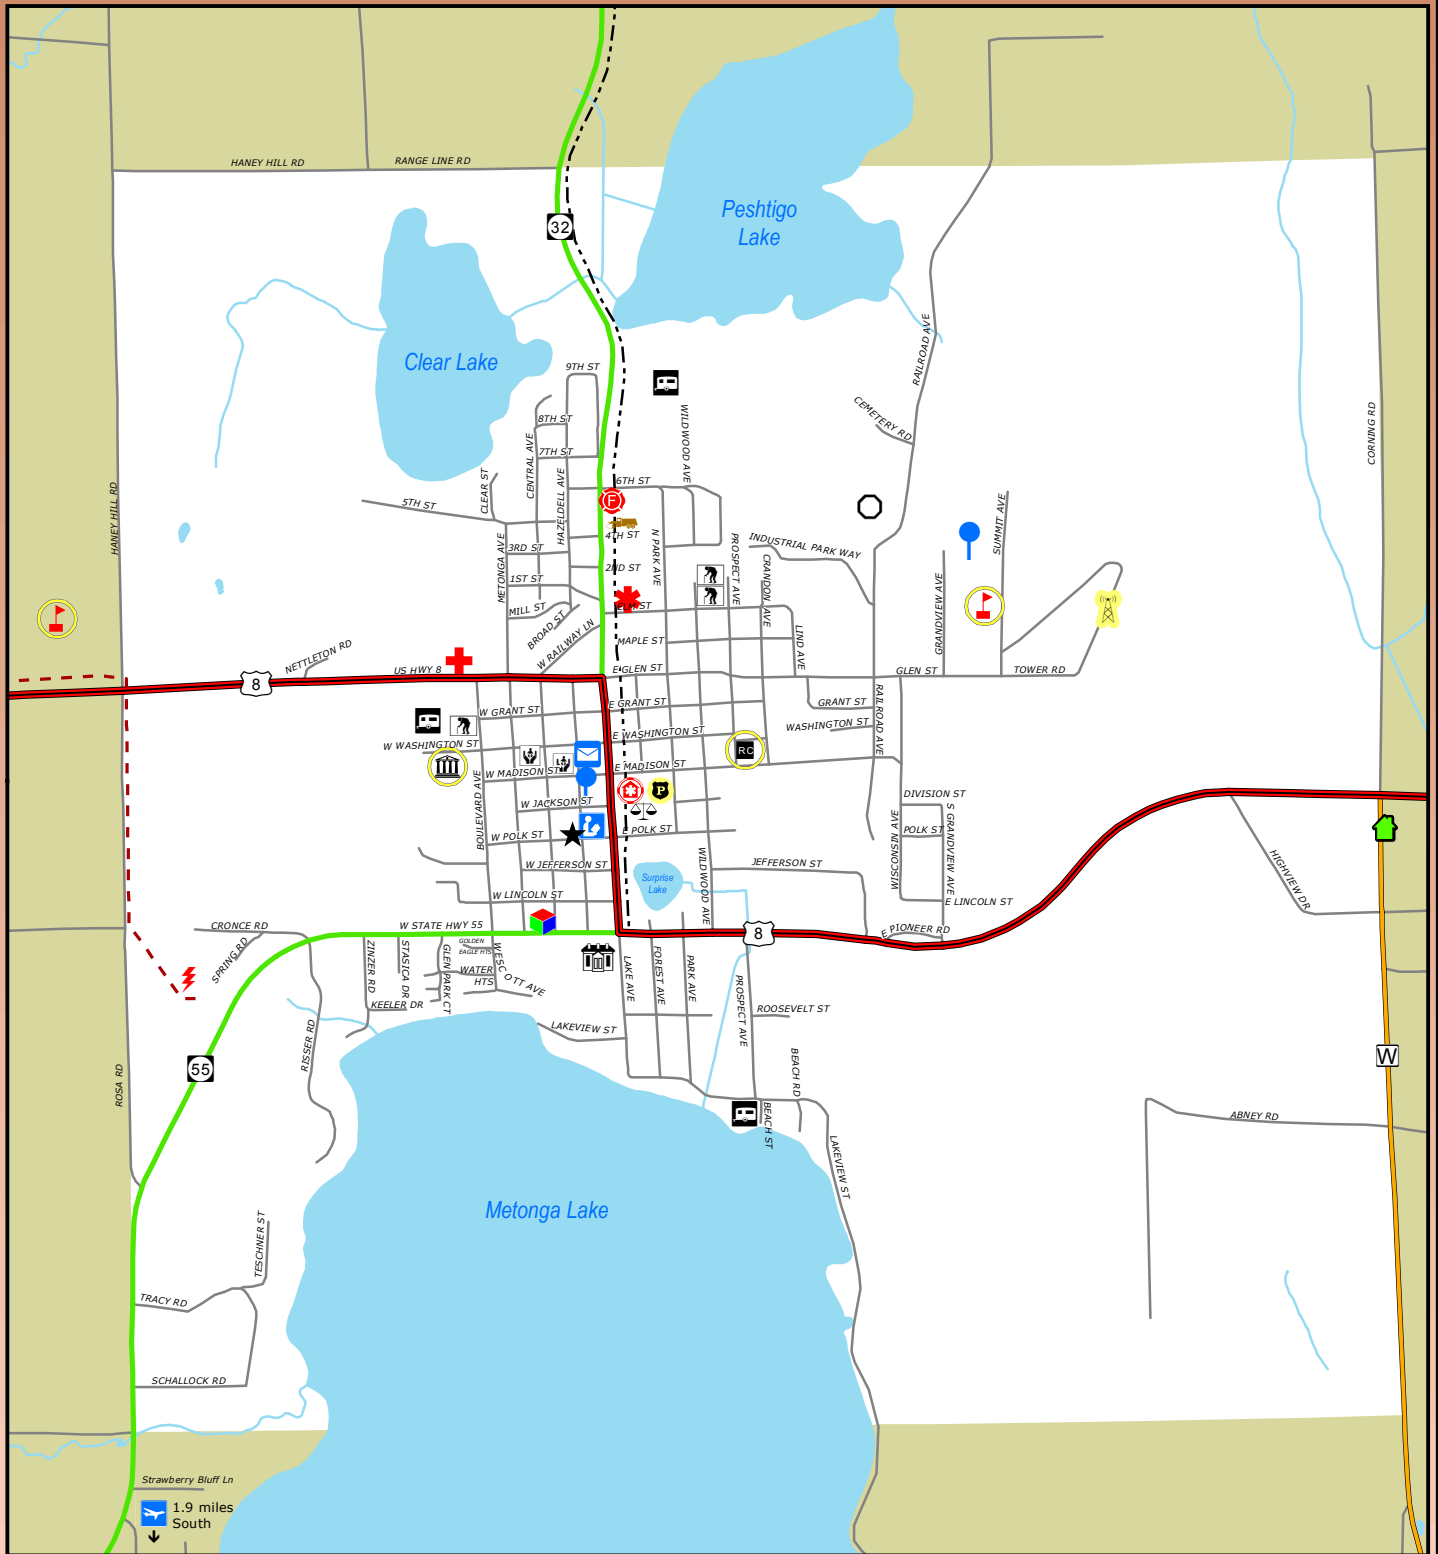 HANEY HILL RD
RANGE LINE RD
32
Peshtigo
Lake
Clear Lake
9TH ST
8TH ST
7TH ST
6TH ST
5TH ST
4TH ST
3RD ST
2ND ST
1ST ST
CLEAR ST
CENTRAL AVE
HAZELDELL AVE
METONGA AVE
WILDWOOD AVE
RAILROAD AVE
CEMETERY RD
CORNING RD
HANEY HILL RD
F
N PARK AVE
PROSPECT AVE
CRANDON AVE
INDUSTRIAL PARK WAY
SUMMIT AVE
GRANDVIEW AVE
MILL ST
BROAD ST
W RAILWAY LN
ELM ST
MAPLE ST
LIND AVE
NETTLETON RD
US HWY 8
8
E GLEN ST
GLEN ST
TOWER RD
W GRANT ST
E GRANT ST
GRANT ST
RAILROAD AVE
W WASHINGTON ST
E WASHINGTON ST
WASHINGTON ST
RC
W MADISON ST
E MADISON ST
P
BOULEVARD AVE
W JACKSON ST
DIVISION ST
W POLK ST
E POLK ST
POLK ST
WISCONSIN AVE
S GRANDVIEW AVE
W JEFFERSON ST
JEFFERSON ST
WILDWOOD AVE
Surprise
Lake
HIGHVIEW DR
W LINCOLN ST
E LINCOLN ST
CRONCE RD
W STATE HWY 55
8
E PIONEER RD
SPRING RD
ZINZER RD
STASICA DR
GLEN PARK CT
GOLDEN
EAGLE HTS
WATER
HTS
WESCOTT AVE
KEELER DR
LAKE AVE
FOREST AVE
PARK AVE
PROSPECT AVE
ROOSEVELT ST
LAKEVIEW ST
RISSER RD
55
ROSA RD
BEACH RD
BEACH ST
LAKEVIEW ST
W
ABNEY RD
Metonga Lake
TESCHNER ST
TRACY RD
SCHALLOCK RD
Strawberry Bluff Ln
1.9 miles
South